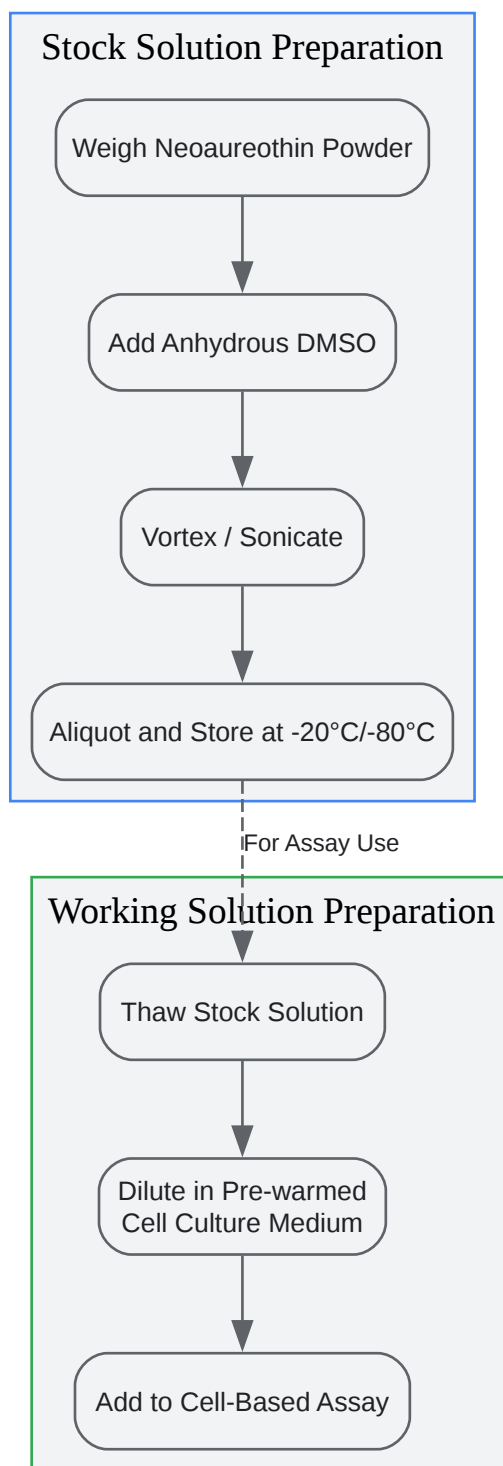 Stock Solution Preparation
Weigh Neoaureothin Powder
Add Anhydrous DMSO
Vortex / Sonicate
Aliquot and Store at -20°C/-80°C
For Assay Use
Working Solution Preparation
Thaw Stock Solution
Dilute in Pre-warmed
Cell Culture Medium
Add to Cell-Based Assay